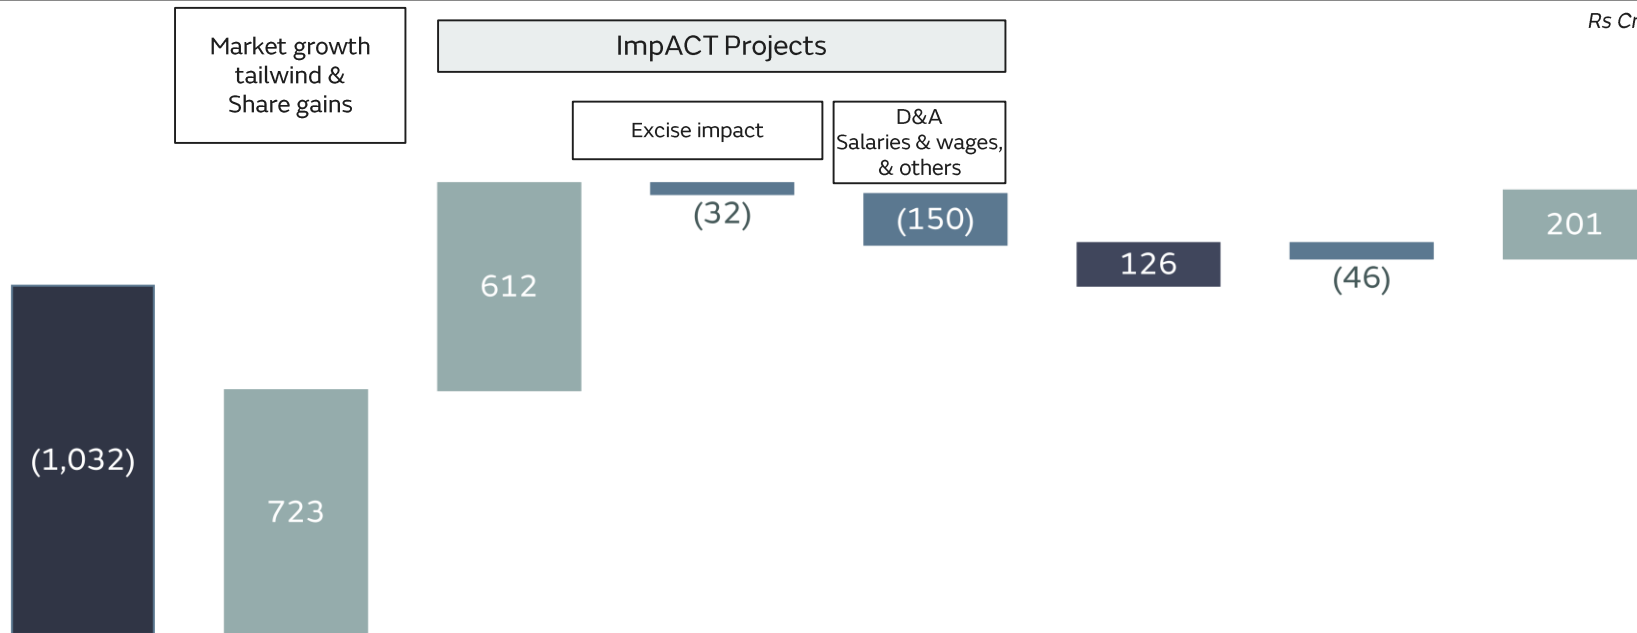 Rs Cr
Market growth
tailwind &
Share gains
ImpACT Projects
Excise impact
D&A
Salaries & wages,
& others
(1,032)
723
612
(32)
(150)
126
(46)
201